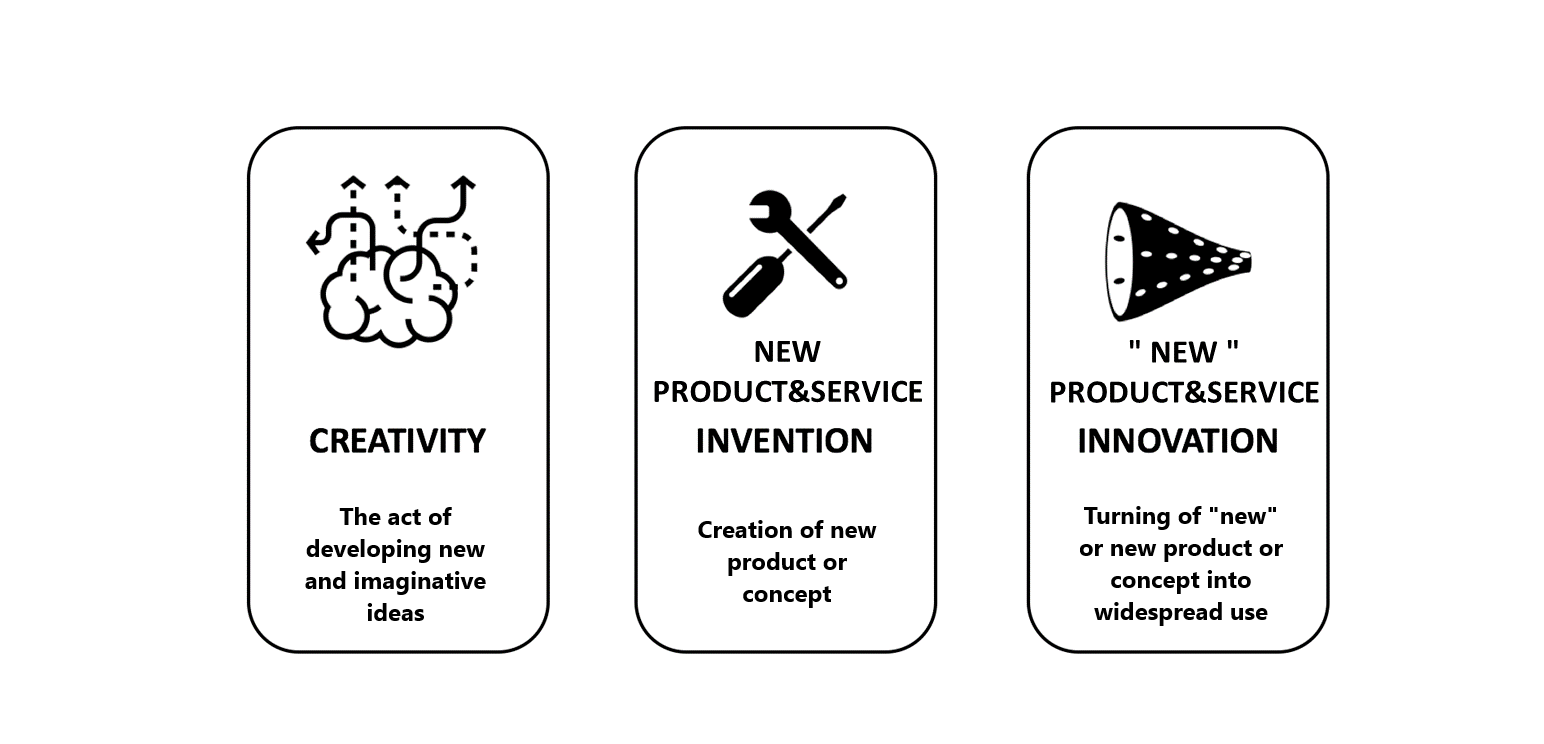 CREATIVITY
The act of
developing new
and imaginative
ideas
NEW
PRODUCT&SERVICE
INVENTION
Creation of new
product or
concept
" NEW "
PRODUCT&SERVICE
INNOVATION
Turning of "new"
or new product or
concept into
widespread use